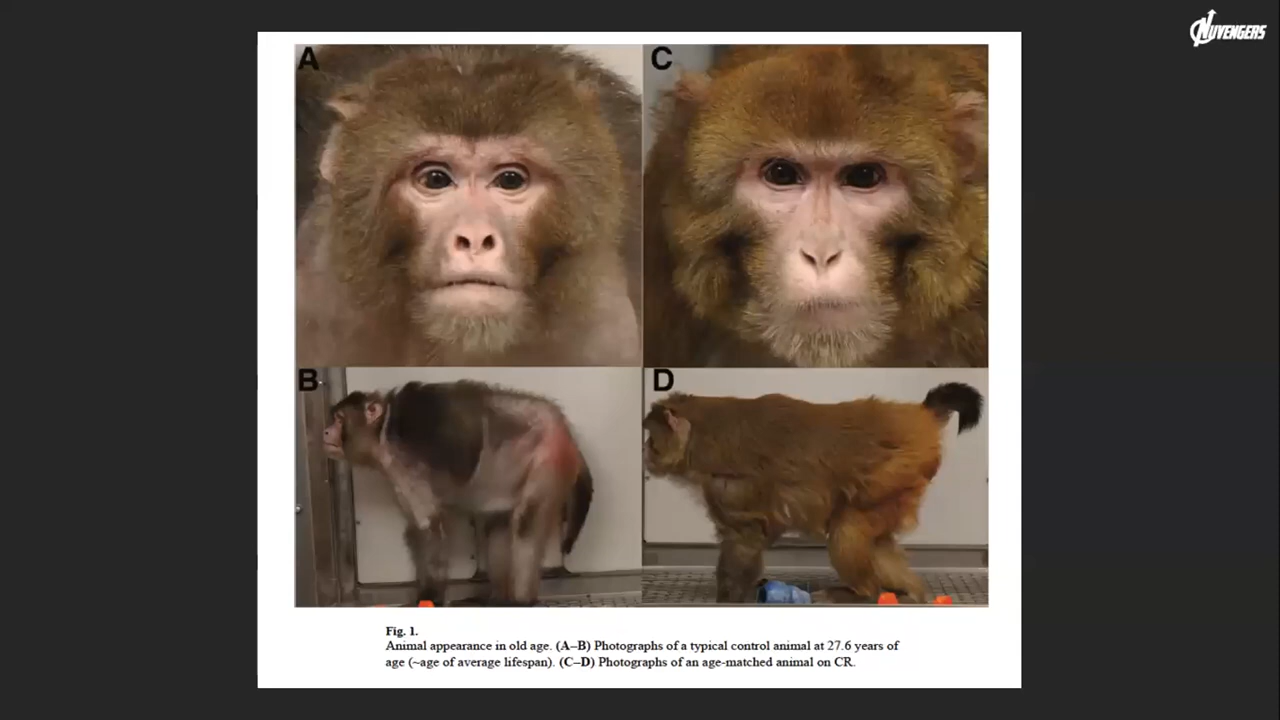 NUVENGERS
A
C
B
D
Fig. 1.
Animal appearance in old age. (A–B) Photographs of a typical control animal at 27.6 years of
age (~age of average lifespan). (C–D) Photographs of an age-matched animal on CR.